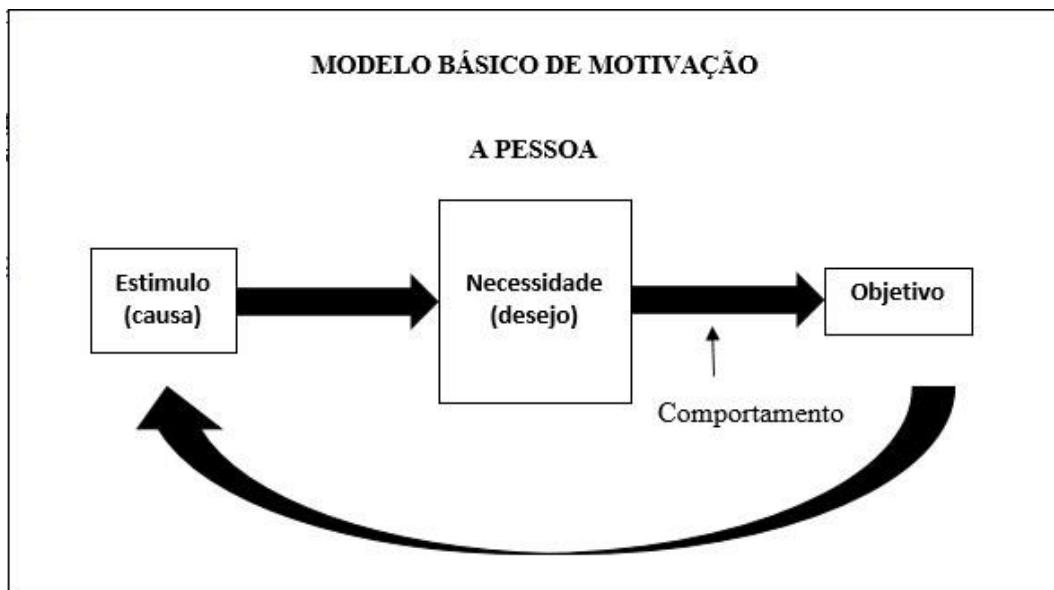 MODELO BÁSICO DE MOTIVAÇÃO
A PESSOA
Estimulo
(causa)
Necessidade
(desejo)
Objetivo
Comportamento